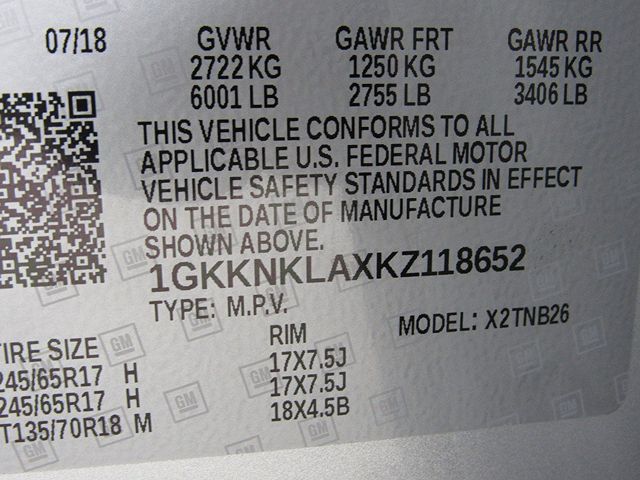 07/18 GVWR GAWR FRT GAWR RR
2722 KG 1250 KG 1545 KG
6001 LB 2755 LB 3406 LB
THIS VEHICLE CONFORMS TO ALL
APPLICABLE U.S. FEDERAL MOTOR
VEHICLE SAFETY STANDARDS IN EFFECT
ON THE DATE OF MANUFACTURE
SHOWN ABOVE.
1GKKNKLAXKZ118652
TYPE: M.P.V. MODEL: X2TNB26
TIRE SIZE RIM
245/65R17 H 17X7.5J
245/65R17 H 17X7.5J
T135/70R18 M 18X4.5B